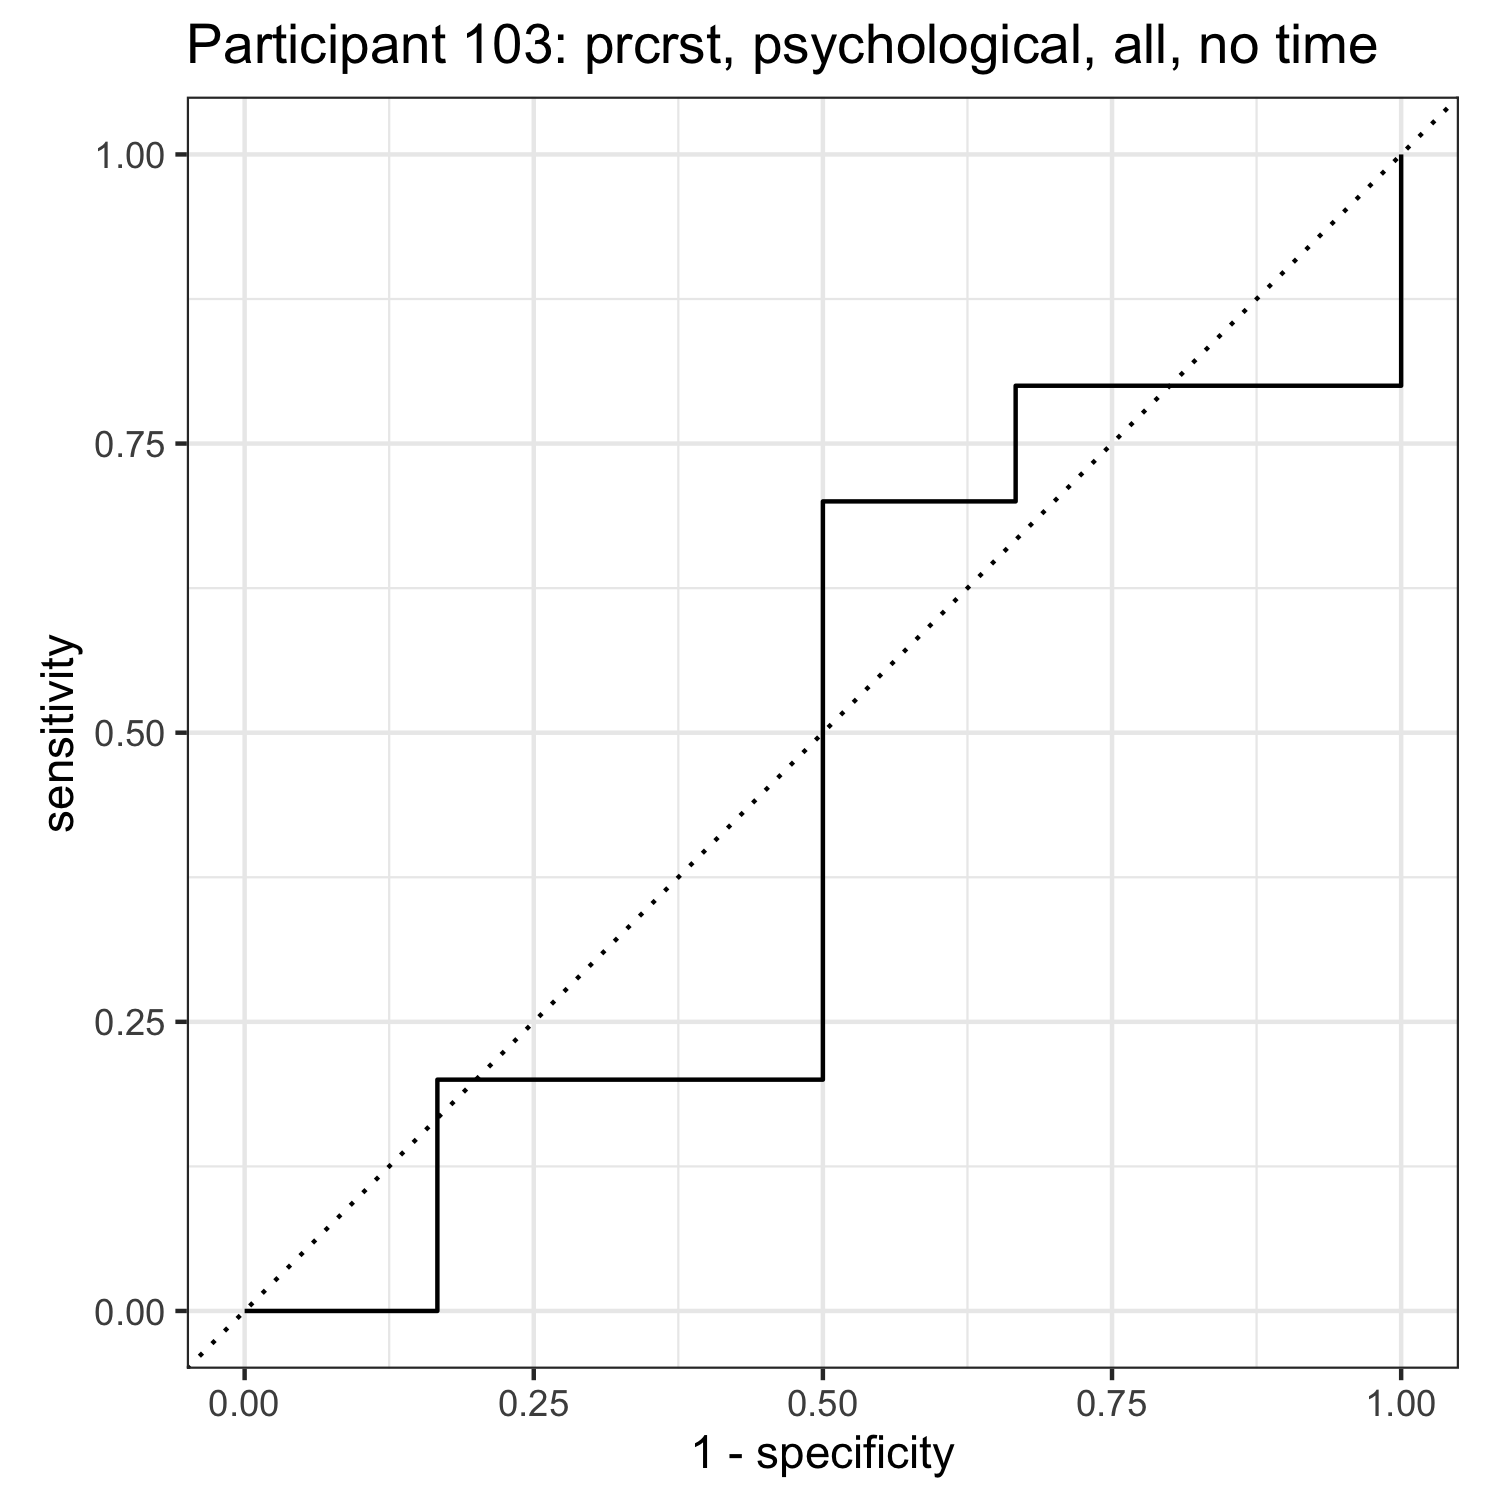 Participant 103: prcrst, psychological, all, no time
1.00
0.75
0.50
0.25
0.00
sensitivity
0.00 0.25 0.50 0.75 1.00
1 - specificity